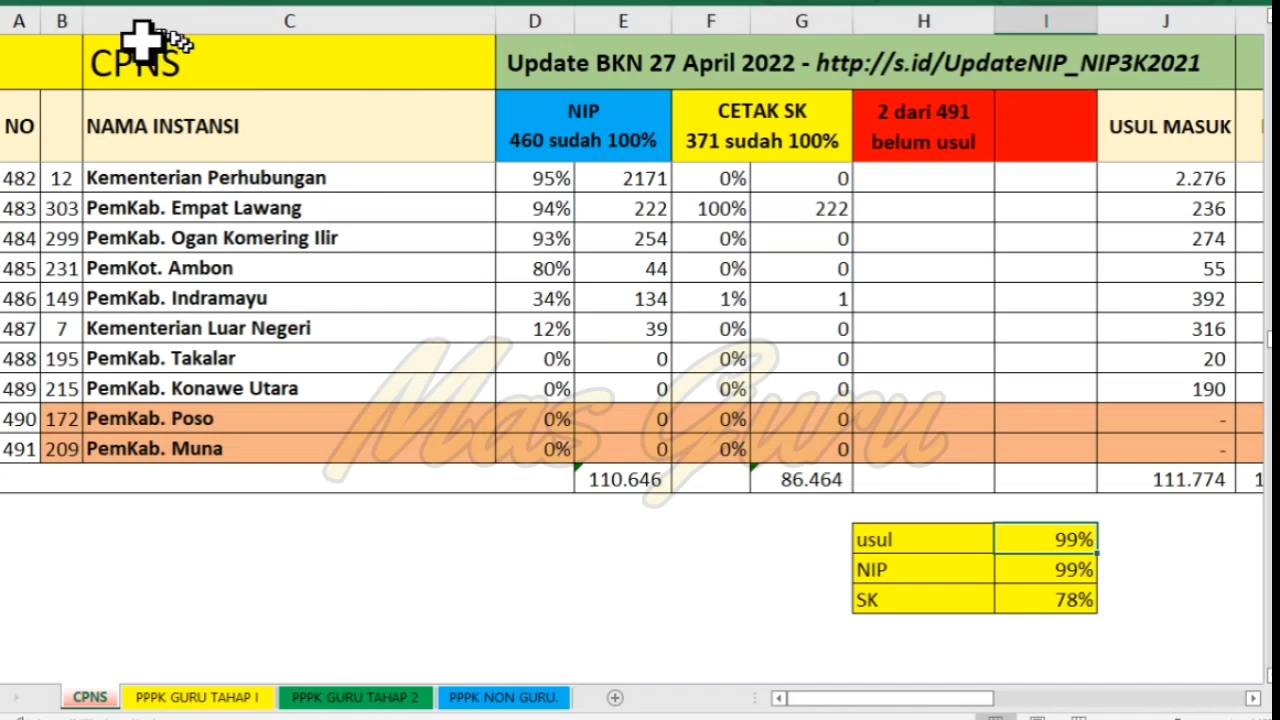 A B C D E F G H I J
CPNS Update BKN 27 April 2022 - http://s.id/UpdateNIP_NIP3K2021
NO NAMA INSTANSI NIP 460 sudah 100% CETAK SK 371 sudah 100% 2 dari 491 belum usul USUL MASUK
482 12 Kementerian Perhubungan 95% 2171 0% 0 2.276
483 303 PemKab. Empat Lawang 94% 222 100% 222 236
484 299 PemKab. Ogan Komering Ilir 93% 254 0% 0 274
485 231 PemKot. Ambon 80% 44 0% 0 55
486 149 PemKab. Indramayu 34% 134 1% 1 392
487 7 Kementerian Luar Negeri 12% 39 0% 0 316
488 195 PemKab. Takalar 0% 0 0% 0 20
489 215 PemKab. Konawe Utara 0% 0 0% 0 190
490 172 PemKab. Poso 0% 0 0% 0 -
491 209 PemKab. Muna 0% 0 0% 0 -
110.646 86.464 111.774 1
Mas Guru
usul 99%
NIP 99%
SK 78%
CPNS PPPK GURU TAHAP I PPPK GURU TAHAP 2 PPPK NON GURU.